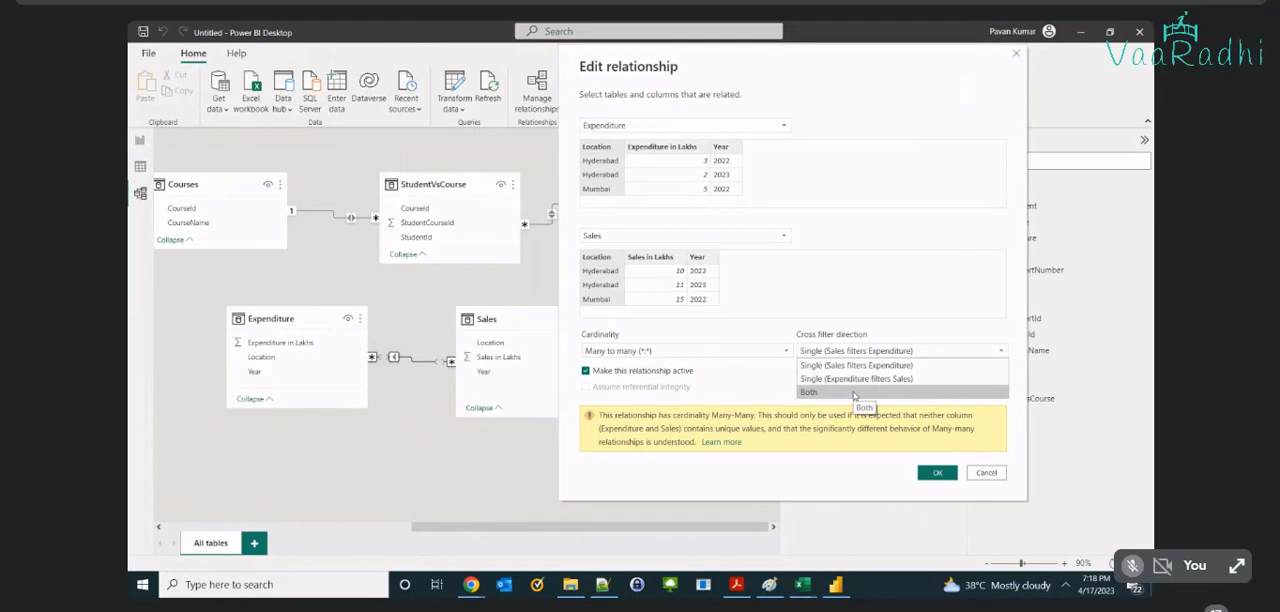 Untitled - Power BI Desktop
Search
Pavan Kumar
VaaRadhi
File
Home
Help
Paste
Cut
Copy
Get data
Excel workbook
Data hub
SQL Server
Enter data
Dataverse
Recent sources
Transform data
Refresh
Manage relationships
Clipboard
Data
Queries
Relationships
Edit relationship
Select tables and columns that are related.
Expenditure
Location Expenditure in Lakhs Year
Hyderabad 3 2022
Hyderabad 2 2023
Mumbai 5 2022
Sales
Location Sales in Lakhs Year
Hyderabad 10 2022
Hyderabad 11 2023
Mumbai 15 2022
Cardinality
Many to many (*:*)
Make this relationship active
Assume referential integrity
Cross filter direction
Single (Sales filters Expenditure)
Single (Sales filters Expenditure)
Single (Expenditure filters Sales)
Both
Both
This relationship has cardinality Many-Many. This should only be used if it is expected that neither column
(Expenditure and Sales) contains unique values, and that the significantly different behavior of Many-many
relationships is understood. Learn more
OK
Cancel
Courses
CourseId
CourseName
Collapse
1
*
StudentVsCourse
CourseId
StudentCourseId
StudentId
Collapse
*
Expenditure
Expenditure in Lakhs
Location
Year
Collapse
*
*
Sales
Location
Sales in Lakhs
Year
Collapse
All tables
90%
You
Type here to search
38°C Mostly cloudy
7:18 PM
4/17/2023
22